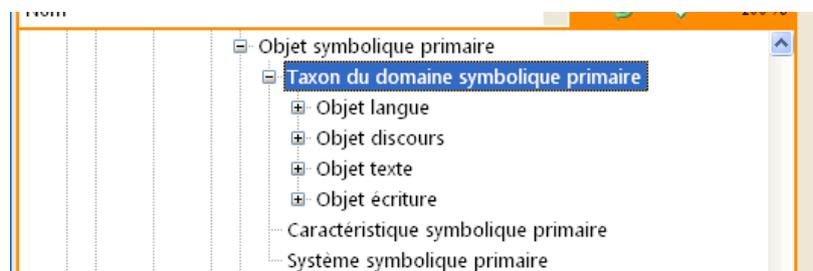 Nom
Objet symbolique primaire
Taxon du domaine symbolique primaire
Objet langue
Objet discours
Objet texte
Objet écriture
Caractéristique symbolique primaire
Système symbolique primaire